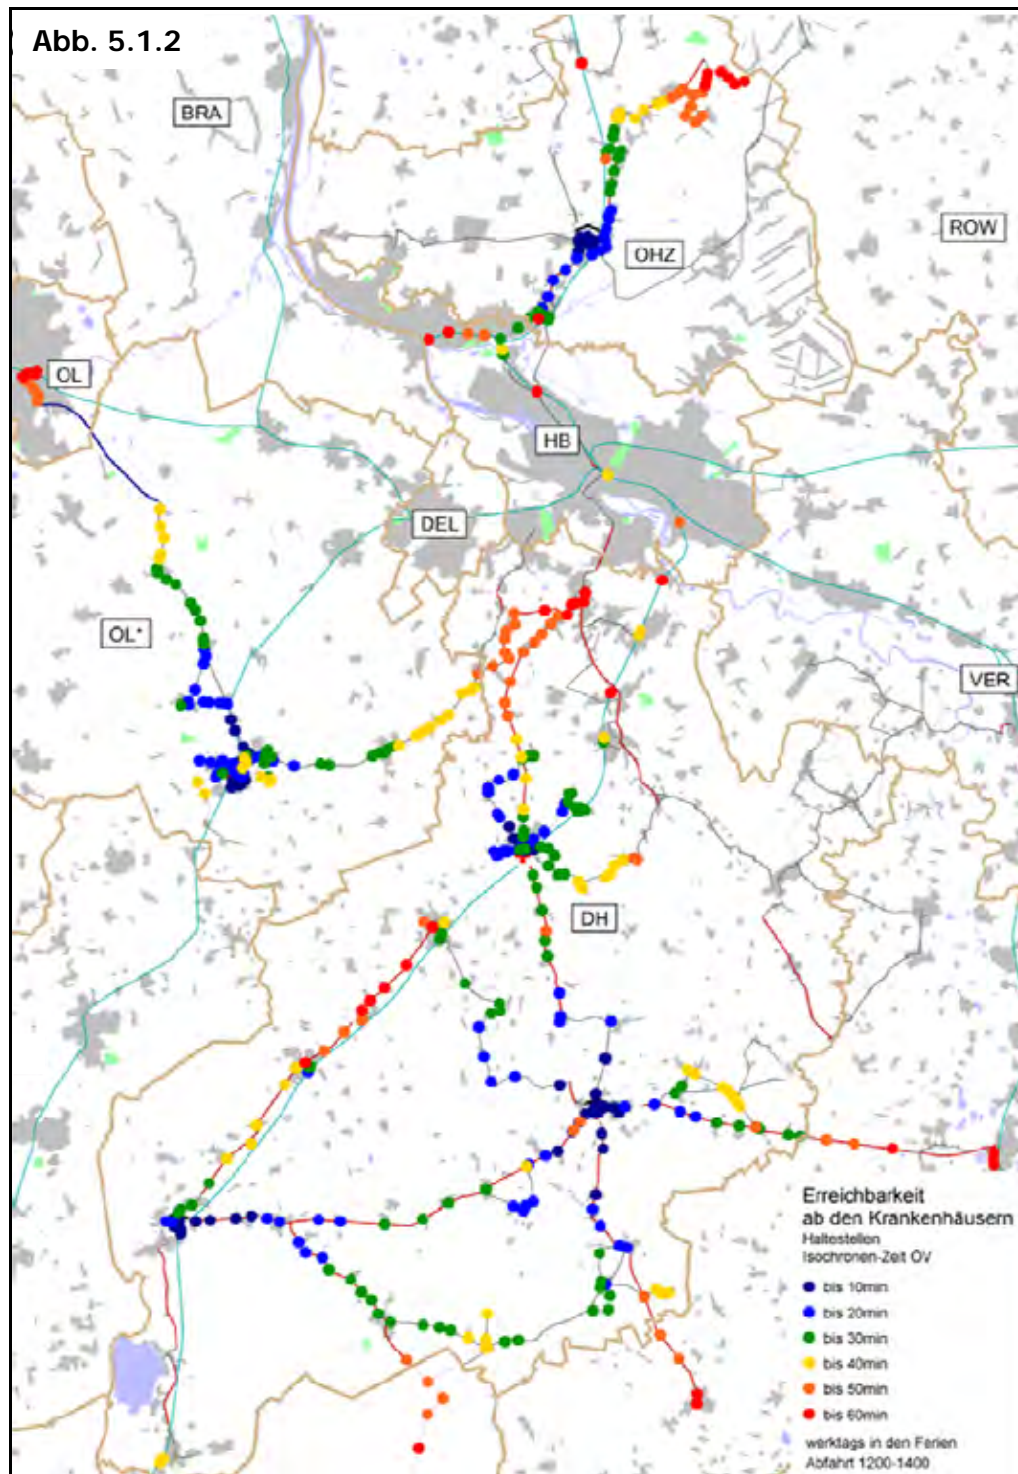 Abb. 5.1.2
BRA
ROW
OHZ
OL
HB
DEL
OL*
VER
DH
Erreichbarkeit
ab den Krankenhäusern
Haltestellen
Isochronen-Zeit ÖV
bis 10min
bis 20min
bis 30min
bis 40min
bis 50min
bis 60min
werktags in den Ferien
Abfahrt 1200-1400